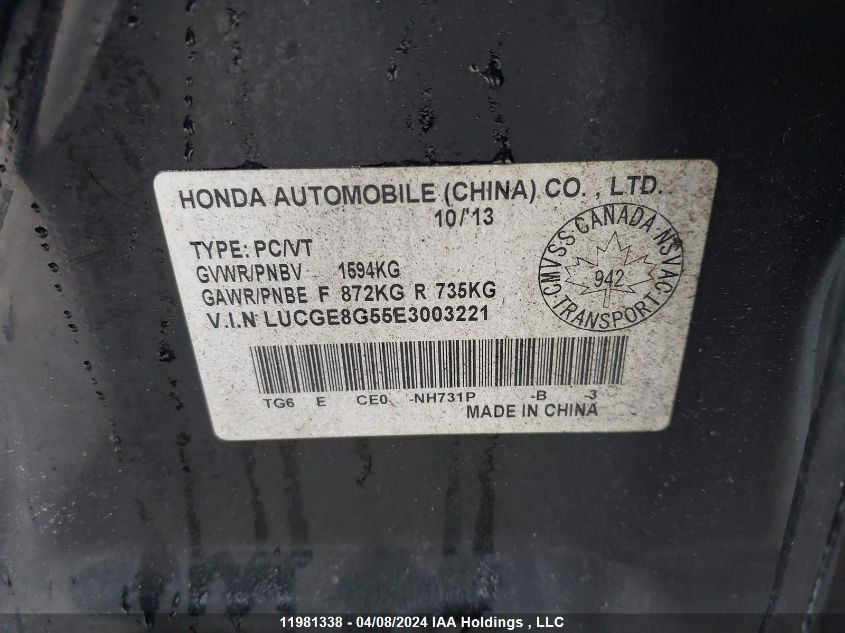 HONDA AUTOMOBILE (CHINA) CO. , LTD.
10/'13
TYPE: PC/VT
GVWR/PNBV 1594KG
GAWR/PNBE F 872KG R 735KG
V.I.N LUCGE8G55E3003221
CMVSS CANADA NSVAC
942
TRANSPORT
TG6 E CE0 -NH731P -B -3
MADE IN CHINA
11981338 - 04/08/2024 IAA Holdings , LLC